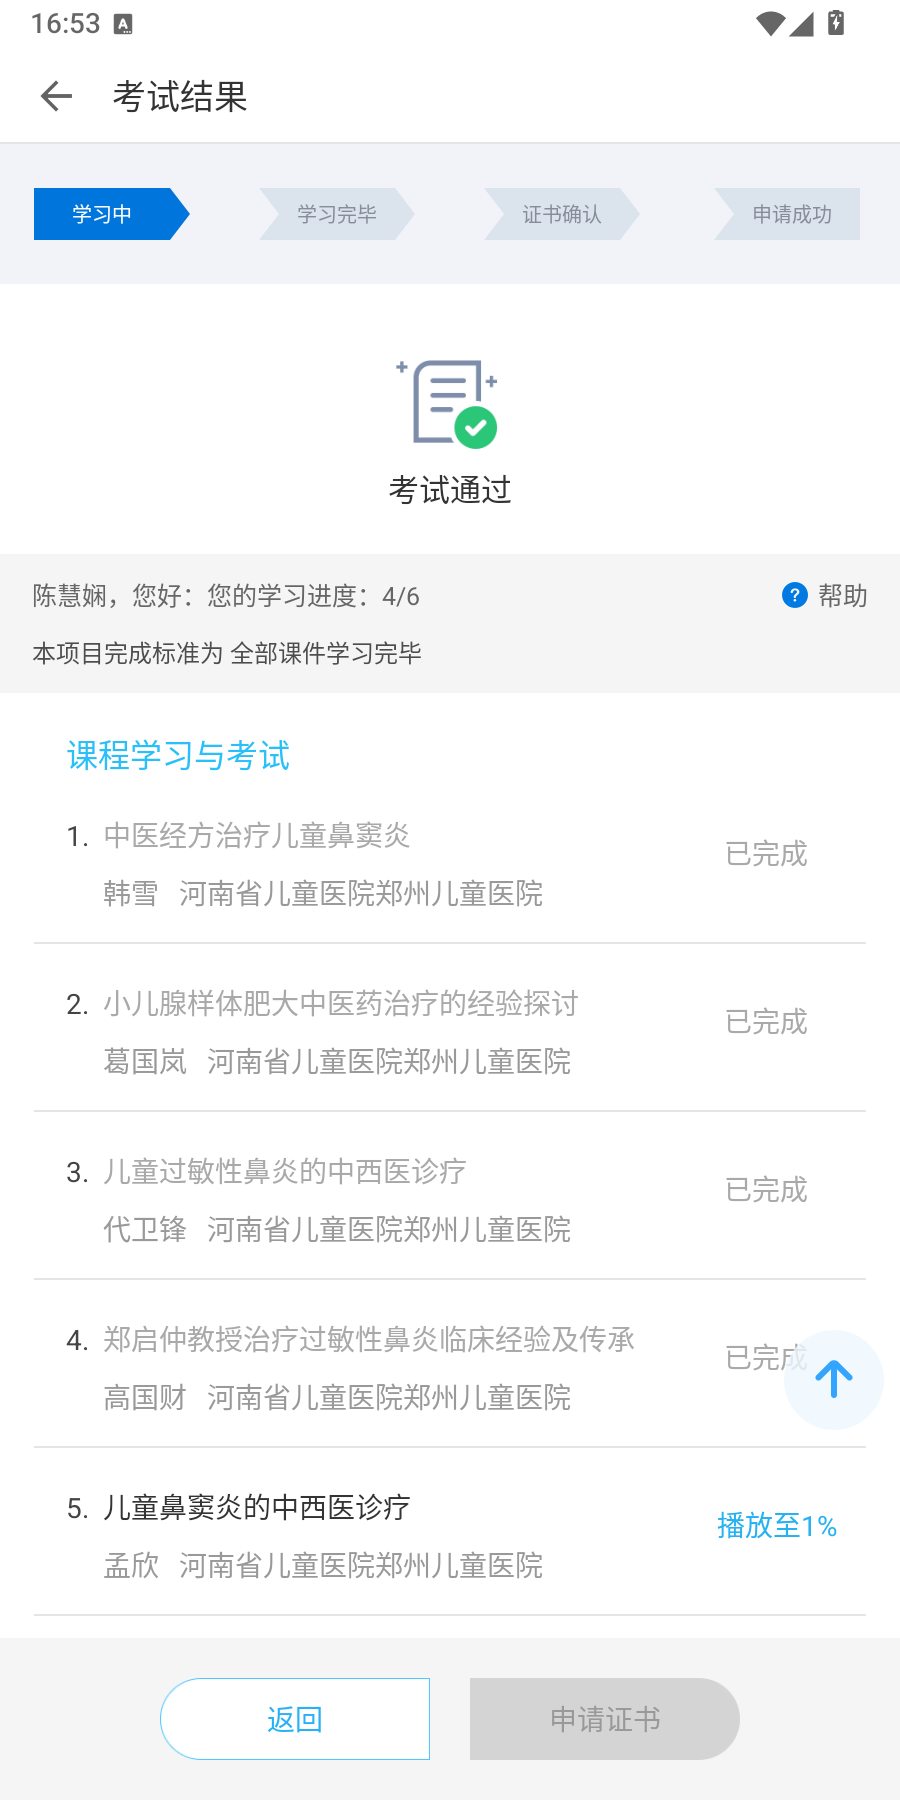 16:53
考试结果
学习中
学习完毕
证书确认
申请成功
考试通过
陈慧娴，您好：您的学习进度：4/6
帮助
本项目完成标准为 全部课件学习完毕
课程学习与考试
1. 中医经方治疗儿童鼻窦炎
已完成
韩雪 河南省儿童医院郑州儿童医院
2. 小儿腺样体肥大中医药治疗的经验探讨
已完成
葛国岚 河南省儿童医院郑州儿童医院
3. 儿童过敏性鼻炎的中西医诊疗
已完成
代卫锋 河南省儿童医院郑州儿童医院
4. 郑启仲教授治疗过敏性鼻炎临床经验及传承
已完成
高国财 河南省儿童医院郑州儿童医院
5. 儿童鼻窦炎的中西医诊疗
播放至1%
孟欣 河南省儿童医院郑州儿童医院
返回
申请证书